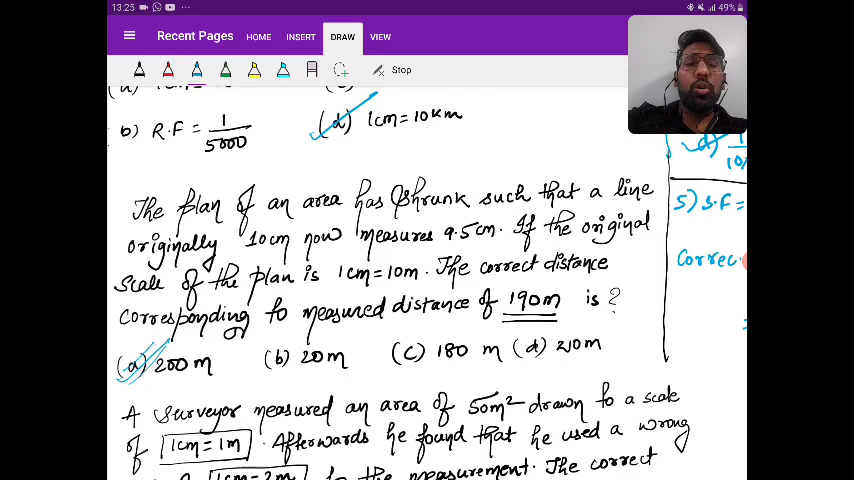 13:25
49%
Recent Pages HOME INSERT DRAW VIEW
Stop
b) R.F = 1/5000 (d) 1cm = 10Km
The plan of an area has shrunk such that a line
originally 10cm now measures 9.5cm. If the original
scale of the plan is 1cm = 10m. The correct distance
corresponding to measured distance of 190m is?
(a) 200 m (b) 20 m (c) 180 m (d) 210m
A surveyor measured an area of 50m² drawn to a scale
of 1cm = 1m. Afterwards he found that he used a wrong
1cm = 2m for the measurement. The correct
5) S.F =
Correc